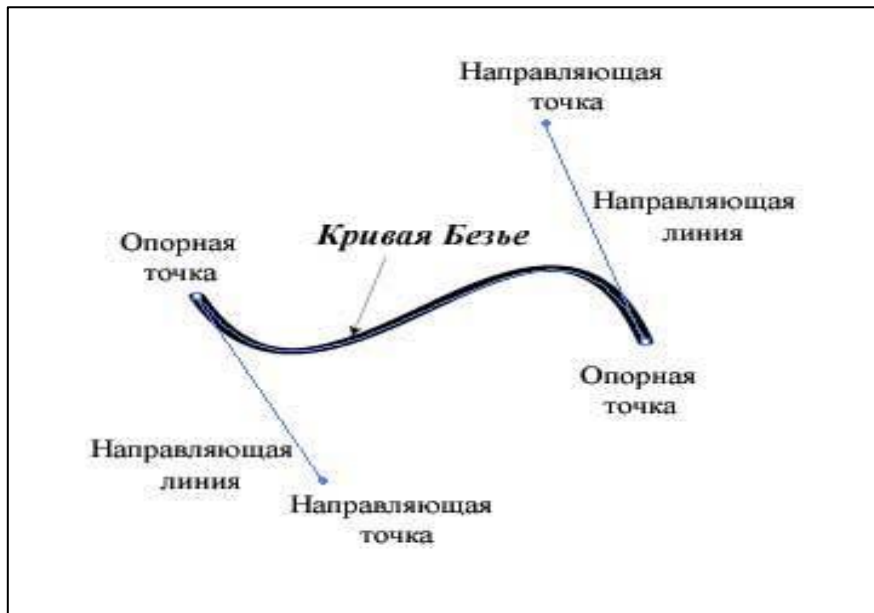 Направляющая
точка
Направляющая
линия
Кривая Безье
Опорная
точка
Опорная
точка
Направляющая
линия
Направляющая
точка